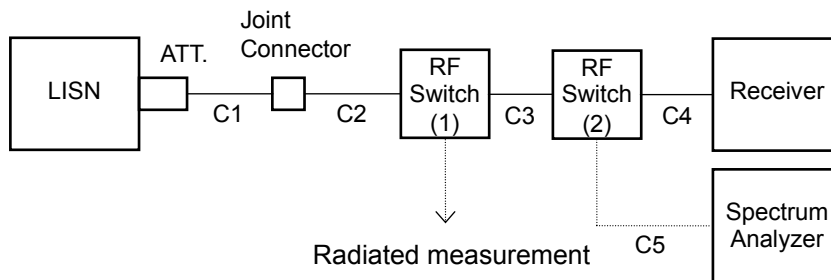 Joint
Connector
ATT.
LISN
C1
C2
RF
Switch
(1)
C3
RF
Switch
(2)
C4
Receiver
Radiated measurement
C5
Spectrum
Analyzer